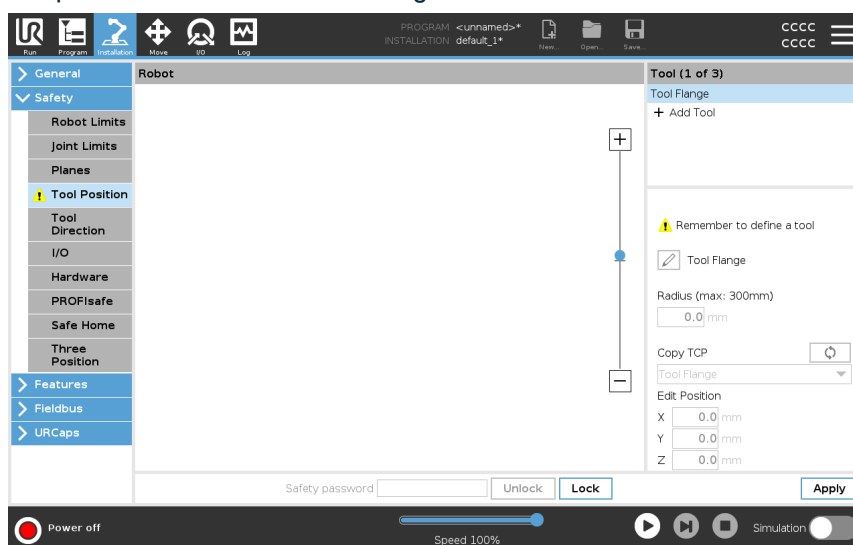 PROGRAM <unnamed>*
INSTALLATION default_1*
CCCC
CCCC
Run
Program
Installation
Move
I/O
Log
New...
Open...
Save...
General
Safety
Robot Limits
Joint Limits
Planes
Tool Position
Tool
Direction
I/O
Hardware
PROFIsafe
Safe Home
Three
Position
Features
Fieldbus
URCaps
Robot
Tool (1 of 3)
Tool Flange
+ Add Tool
Remember to define a tool
Tool Flange
Radius (max: 300mm)
0.0 mm
Copy TCP
Tool Flange
Edit Position
X 0.0 mm
Y 0.0 mm
Z 0.0 mm
Safety password
Unlock
Lock
Apply
Power off
Speed 100%
Simulation